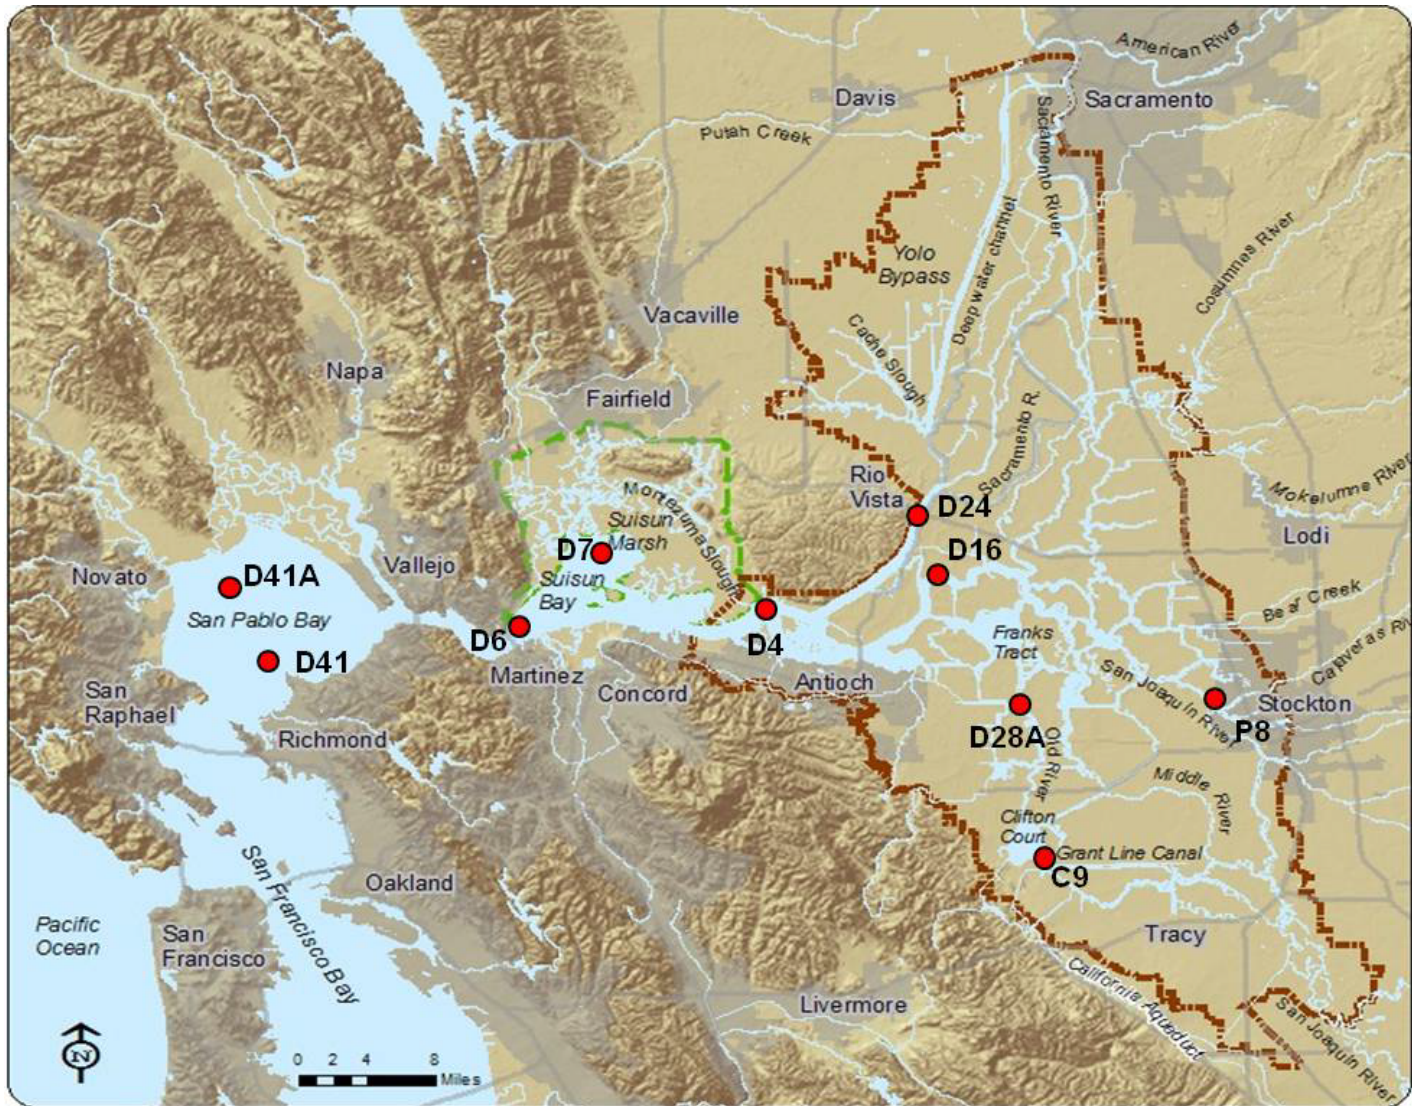 American River
Davis
Sacramento
Putah Creek
Sacramento River
Deep water channel
Cosumnes River
Yolo
Bypass
Vacaville
Cache Slough
Napa
Fairfield
Sacramento R.
Rio
Vista
Mokelumne River
Montezuma Slough
D24
Lodi
Suisun
Marsh
D7
D16
Vallejo
Novato
D41A
Suisun
Bay
San Pablo Bay
Bear Creek
D6
D4
Franks
Tract
Calaveras Riv
D41
Martinez
Concord
Antioch
San Joaquin River
San
Raphael
Stockton
P8
Richmond
D28A
Old River
Middle River
Clifton
Court
Grant Line Canal
C9
San Francisco Bay
Oakland
Pacific
Ocean
San
Francisco
Tracy
California Aqueduct
Livermore
San Joaquin River
N
0 2 4 8
Miles